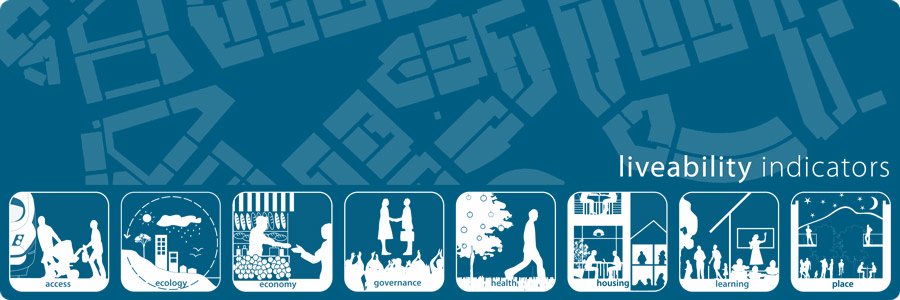 liveability indicators
access
ecology
economy
governance
health
housing
learning
place